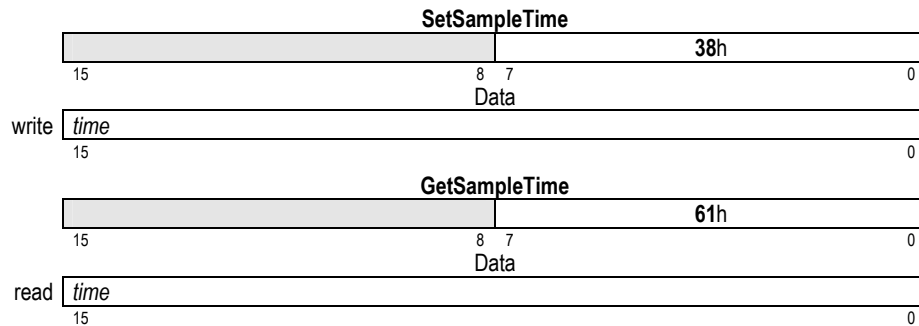 SetSampleTime
38h
15 8 7 0
Data
write time
15 0
GetSampleTime
61h
15 8 7 0
Data
read time
15 0